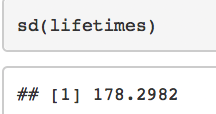 sd(lifetimes)
## [1] 178.2982